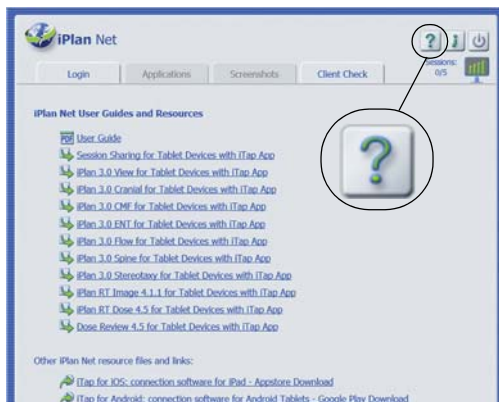 iPlan Net
?
i
Sessions:
0/5
Login
Applications
Screenshots
Client Check
iPlan Net User Guides and Resources
?
PDF User Guide
Session Sharing for Tablet Devices with iTap App
iPlan 3.0 View for Tablet Devices with iTap App
iPlan 3.0 Cranial for Tablet Devices with iTap App
iPlan 3.0 CMF for Tablet Devices with iTap App
iPlan 3.0 ENT for Tablet Devices with iTap App
iPlan 3.0 Flow for Tablet Devices with iTap App
iPlan 3.0 Spine for Tablet Devices with iTap App
iPlan 3.0 Stereotaxy for Tablet Devices with iTap App
iPlan RT Image 4.1.1 for Tablet Devices with iTap App
iPlan RT Dose 4.5 for Tablet Devices with iTap App
Dose Review 4.5 for Tablet Devices with iTap App
Other iPlan Net resource files and links:
iTap for iOS: connection software for iPad - Appstore Download
iTap for Android: connection software for Android Tablets - Google Play Download